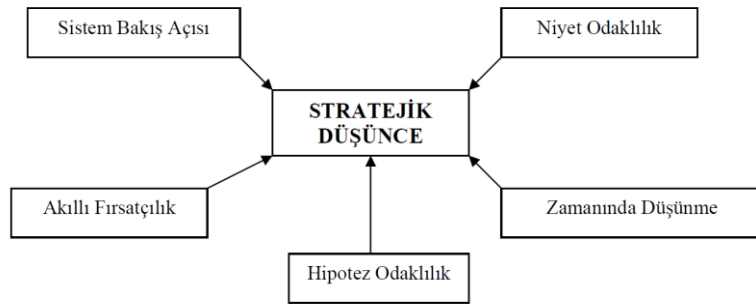 Sistem Bakış Açısı
Niyet Odaklılık
STRATEJİK
DÜŞÜNCE
Akıllı Fırsatçılık
Zamanında Düşünme
Hipotez Odaklılık